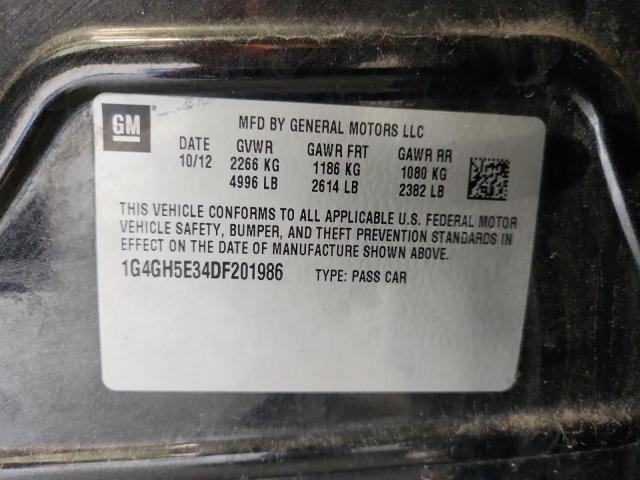 GM
MFD BY GENERAL MOTORS LLC
DATE GVWR GAWR FRT GAWR RR
10/12 2266 KG 1186 KG 1080 KG
4996 LB 2614 LB 2382 LB
THIS VEHICLE CONFORMS TO ALL APPLICABLE U.S. FEDERAL MOTOR
VEHICLE SAFETY, BUMPER, AND THEFT PREVENTION STANDARDS IN
EFFECT ON THE DATE OF MANUFACTURE SHOWN ABOVE.
1G4GH5E34DF201986 TYPE: PASS CAR